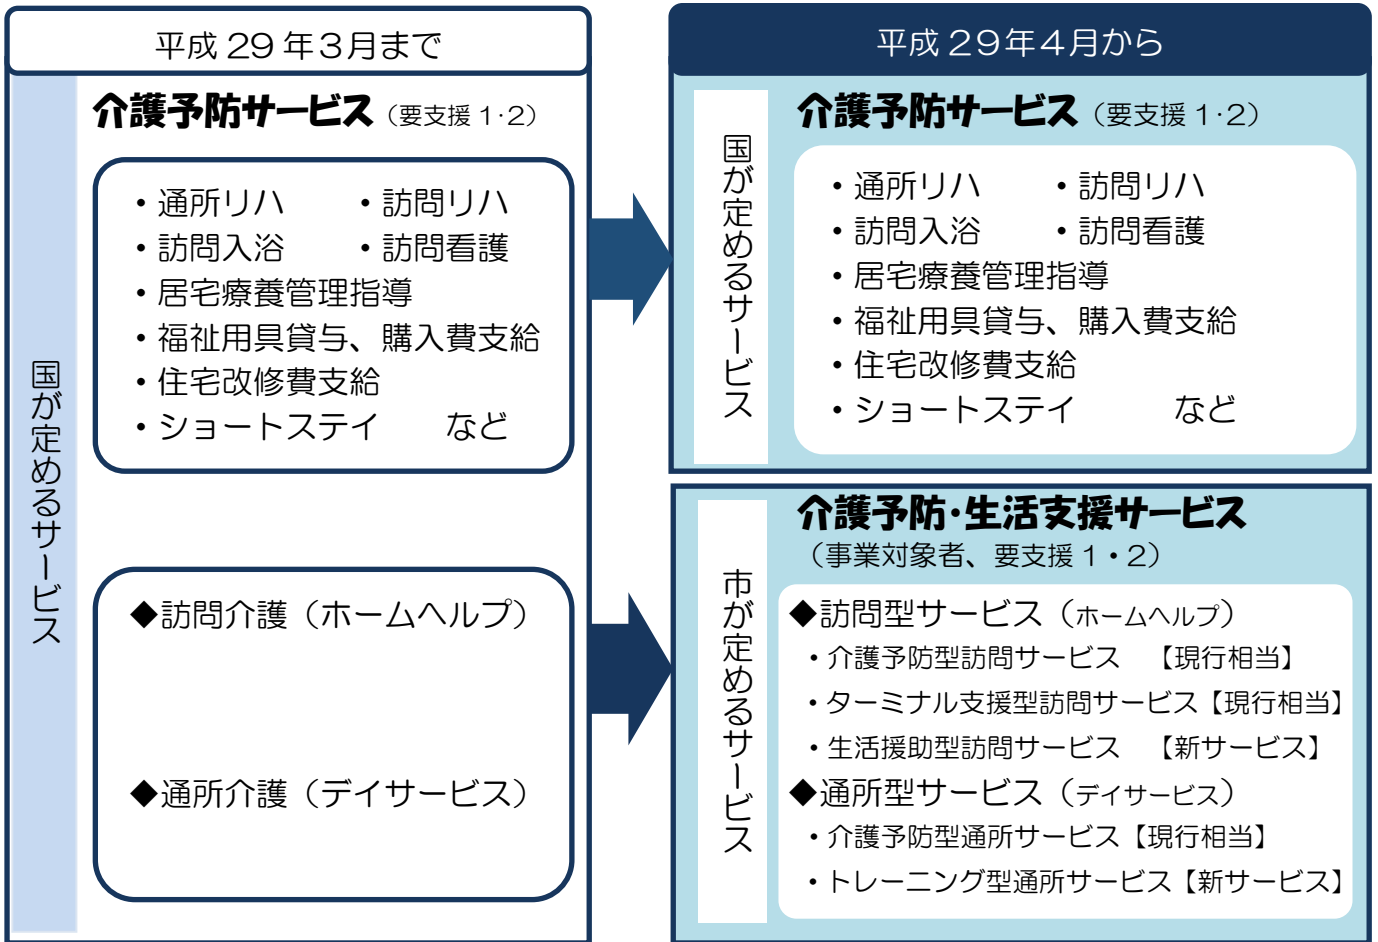 平成 29 年3月まで
国が定めるサービス
介護予防サービス（要支援 1・2）
・通所リハ　・訪問リハ
・訪問入浴　・訪問看護
・居宅療養管理指導
・福祉用具貸与、購入費支給
・住宅改修費支給
・ショートステイ　など
◆訪問介護（ホームヘルプ）
◆通所介護（デイサービス）
平成 29年4月から
国が定めるサービス
介護予防サービス（要支援 1・2）
・通所リハ　・訪問リハ
・訪問入浴　・訪問看護
・居宅療養管理指導
・福祉用具貸与、購入費支給
・住宅改修費支給
・ショートステイ　など
市が定めるサービス
介護予防・生活支援サービス
（事業対象者、要支援 1・2）
◆訪問型サービス（ホームヘルプ）
・介護予防型訪問サービス　【現行相当】
・ターミナル支援型訪問サービス【現行相当】
・生活援助型訪問サービス　【新サービス】
◆通所型サービス（デイサービス）
・介護予防型通所サービス【現行相当】
・トレーニング型通所サービス【新サービス】